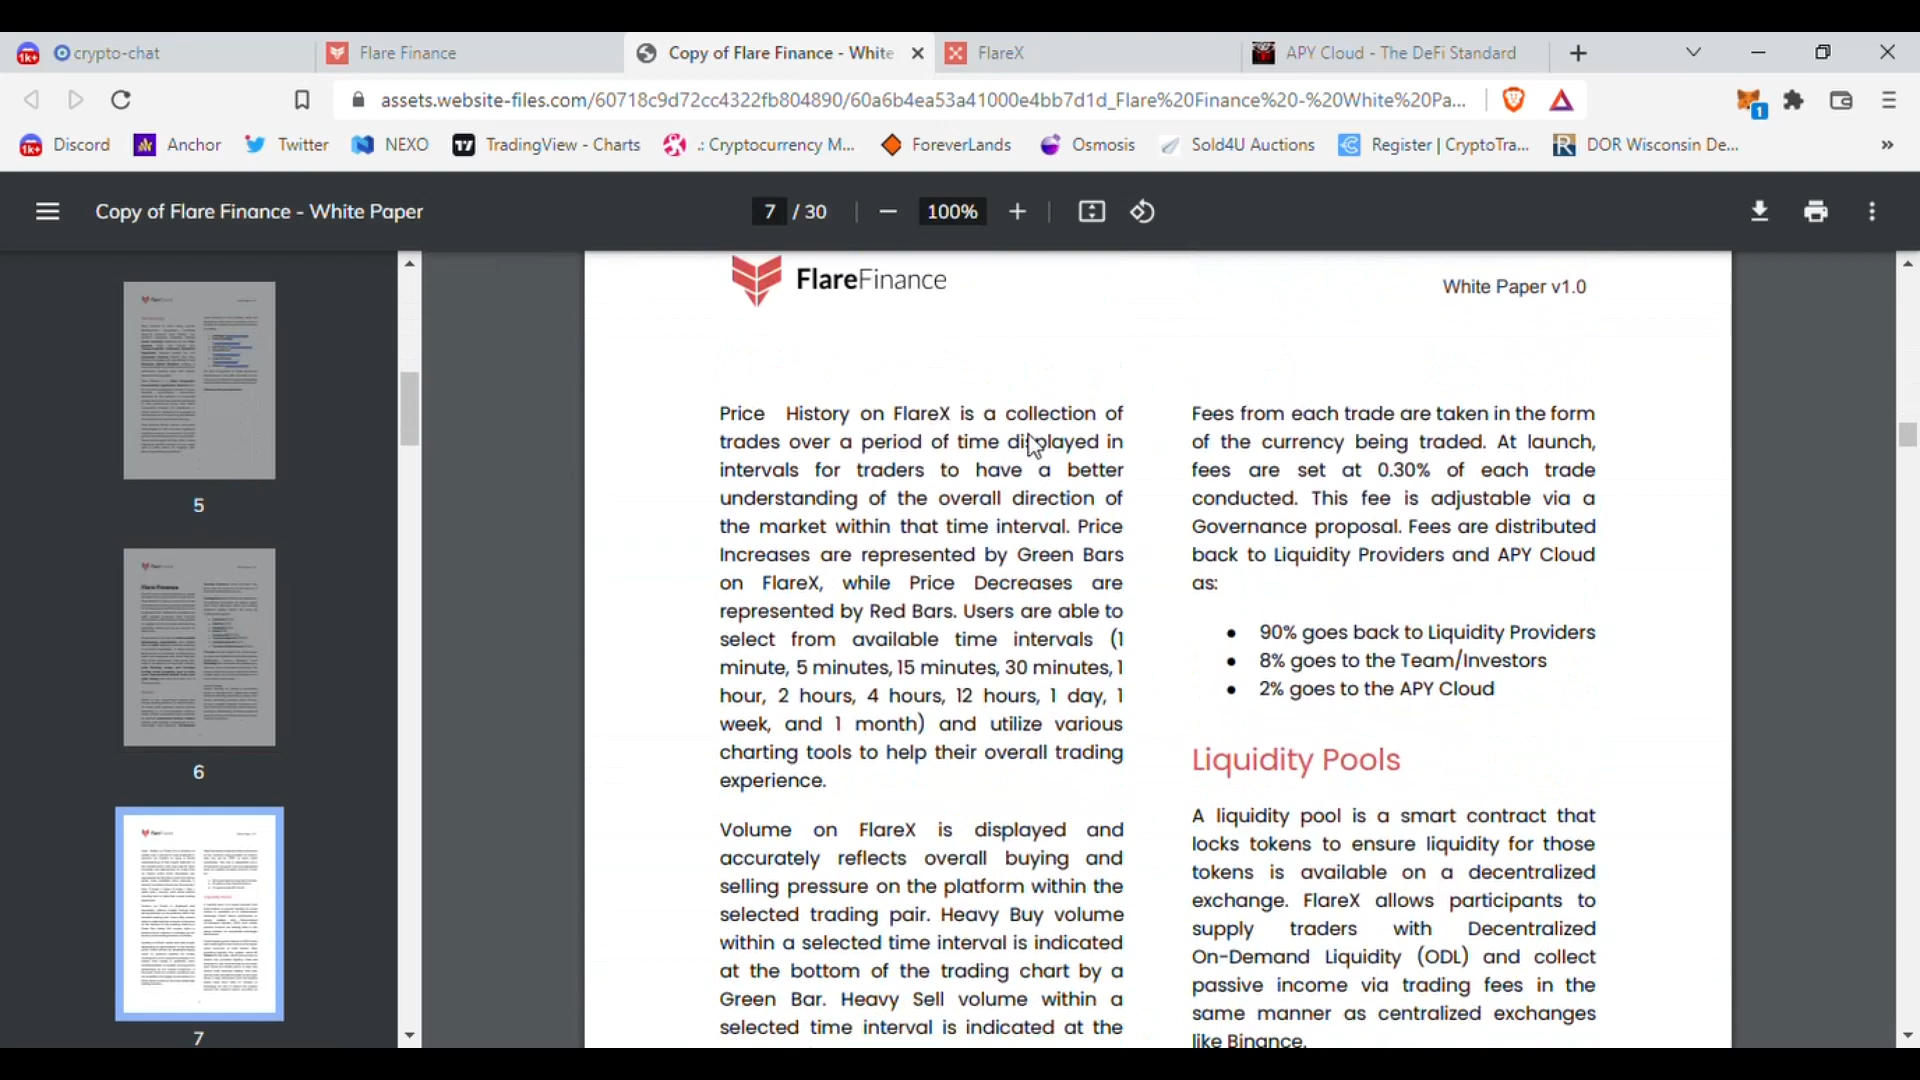 crypto-chat
Flare Finance
Copy of Flare Finance - White
FlareX
APY Cloud - The DeFi Standard
assets.website-files.com/60718c9d72cc4322fb804890/60a6b4ea53a41000e4bb7d1d_Flare%20Finance%20-%20White%20Pa...
1
1k+ Discord
Anchor
Twitter
NEXO
TradingView - Charts
.: Cryptocurrency M...
ForeverLands
Osmosis
Sold4U Auctions
Register | CryptoTra...
DOR Wisconsin De...
»
Copy of Flare Finance - White Paper
7 / 30
100%
5
6
7
FlareFinance
White Paper v1.0
Price History on FlareX is a collection of
trades over a period of time displayed in
intervals for traders to have a better
understanding of the overall direction of
the market within that time interval. Price
Increases are represented by Green Bars
on FlareX, while Price Decreases are
represented by Red Bars. Users are able to
select from available time intervals (1
minute, 5 minutes, 15 minutes, 30 minutes, 1
hour, 2 hours, 4 hours, 12 hours, 1 day, 1
week, and 1 month) and utilize various
charting tools to help their overall trading
experience.
Volume on FlareX is displayed and
accurately reflects overall buying and
selling pressure on the platform within the
selected trading pair. Heavy Buy volume
within a selected time interval is indicated
at the bottom of the trading chart by a
Green Bar. Heavy Sell volume within a
selected time interval is indicated at the
Fees from each trade are taken in the form
of the currency being traded. At launch,
fees are set at 0.30% of each trade
conducted. This fee is adjustable via a
Governance proposal. Fees are distributed
back to Liquidity Providers and APY Cloud
as:
● 90% goes back to Liquidity Providers
● 8% goes to the Team/Investors
● 2% goes to the APY Cloud
Liquidity Pools
A liquidity pool is a smart contract that
locks tokens to ensure liquidity for those
tokens is available on a decentralized
exchange. FlareX allows participants to
supply traders with Decentralized
On-Demand Liquidity (ODL) and collect
passive income via trading fees in the
same manner as centralized exchanges
like Binance.